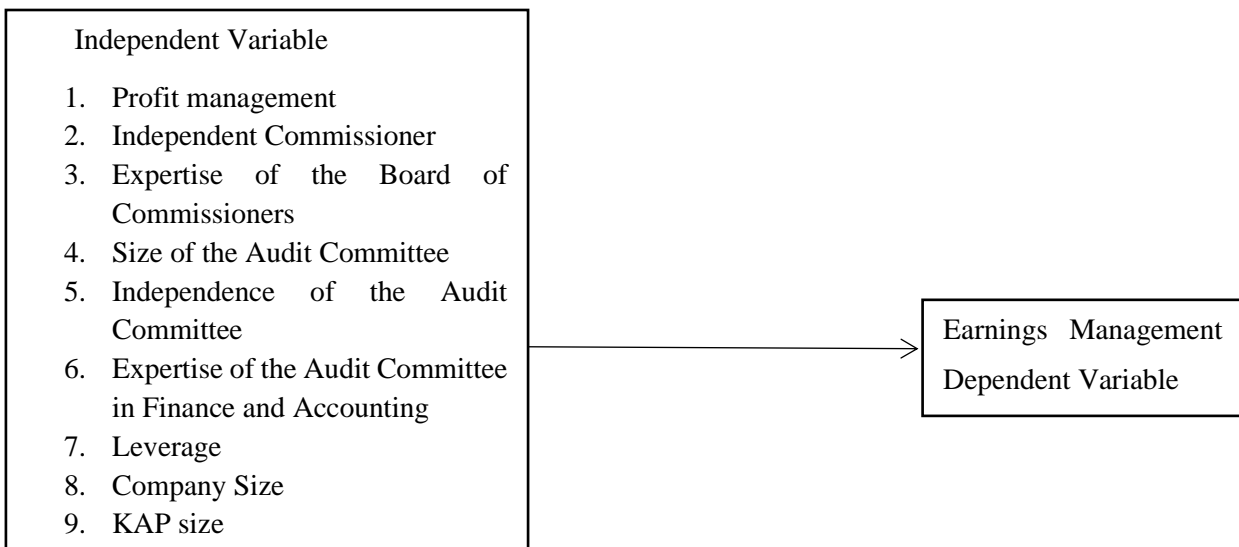 Independent Variable
1. Profit management
2. Independent Commissioner
3. Expertise of the Board of
Commissioners
4. Size of the Audit Committee
5. Independence of the Audit
Committee
6. Expertise of the Audit Committee
in Finance and Accounting
7. Leverage
8. Company Size
9. KAP size
Earnings Management
Dependent Variable